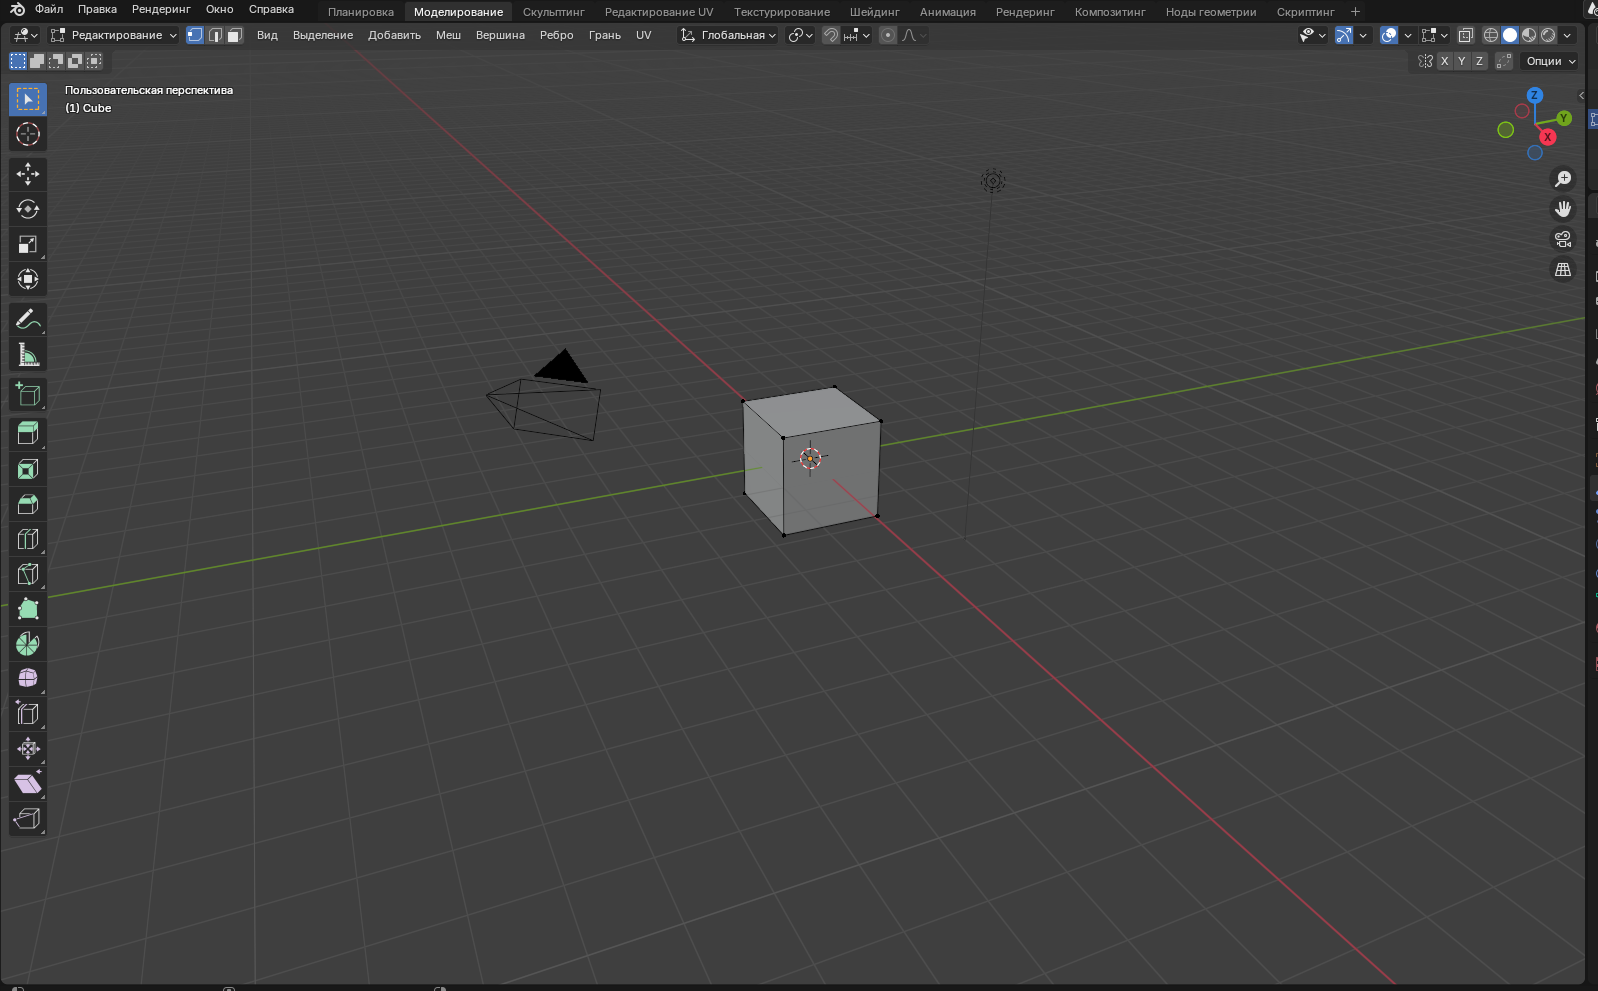 Файл Правка Рендеринг Окно Справка Планировка Моделирование Скульптинг Редактирование UV Текстурирование Шейдинг Анимация Рендеринг Композитинг Ноды геометрии Скриптинг +
Редактирование Вид Выделение Добавить Меш Вершина Ребро Грань UV Глобальная
X Y Z Опции
Пользовательская перспектива
(1) Cube
Z
Y
X